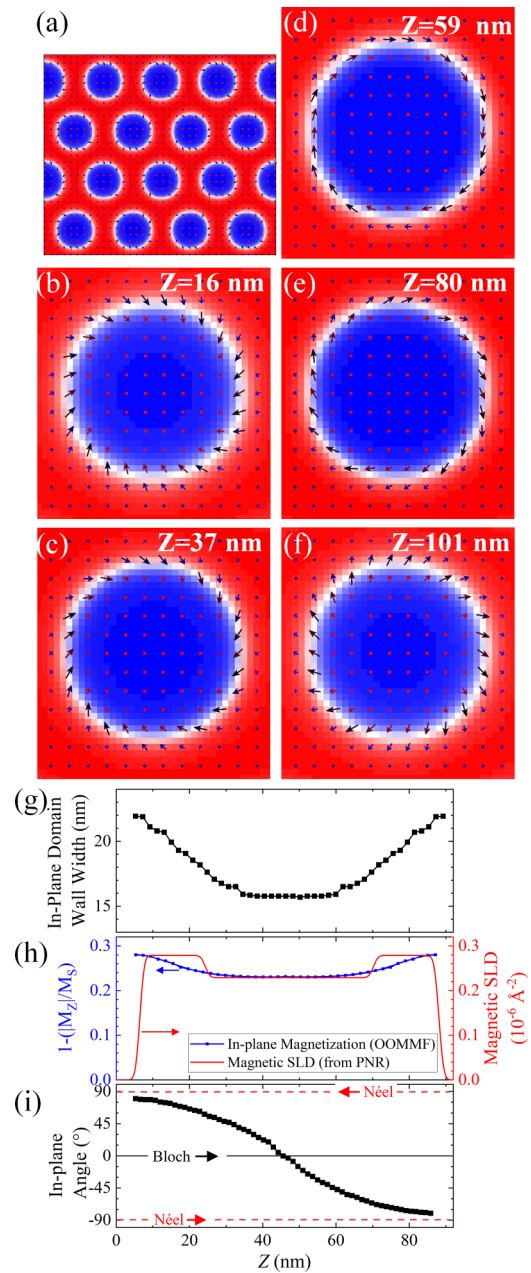 (a)
(d) Z=59 nm
(b) Z=16 nm
(e) Z=80 nm
(c) Z=37 nm
(f) Z=101 nm
(g)
In-Plane Domain
Wall Width (nm)
20
15
(h)
1-(|M_Z|/M_S)
0.3
0.2
0.1
0.0
In-plane Magnetization (OOMMF)
Magnetic SLD (from PNR)
0.3
0.2
0.1
0.0
Magnetic SLD
(10⁻⁶ Å⁻²)
(i)
In-plane
Angle (°)
90
45
0
-45
-90
Néel
Bloch
Néel
0 20 40 60 80
Z (nm)